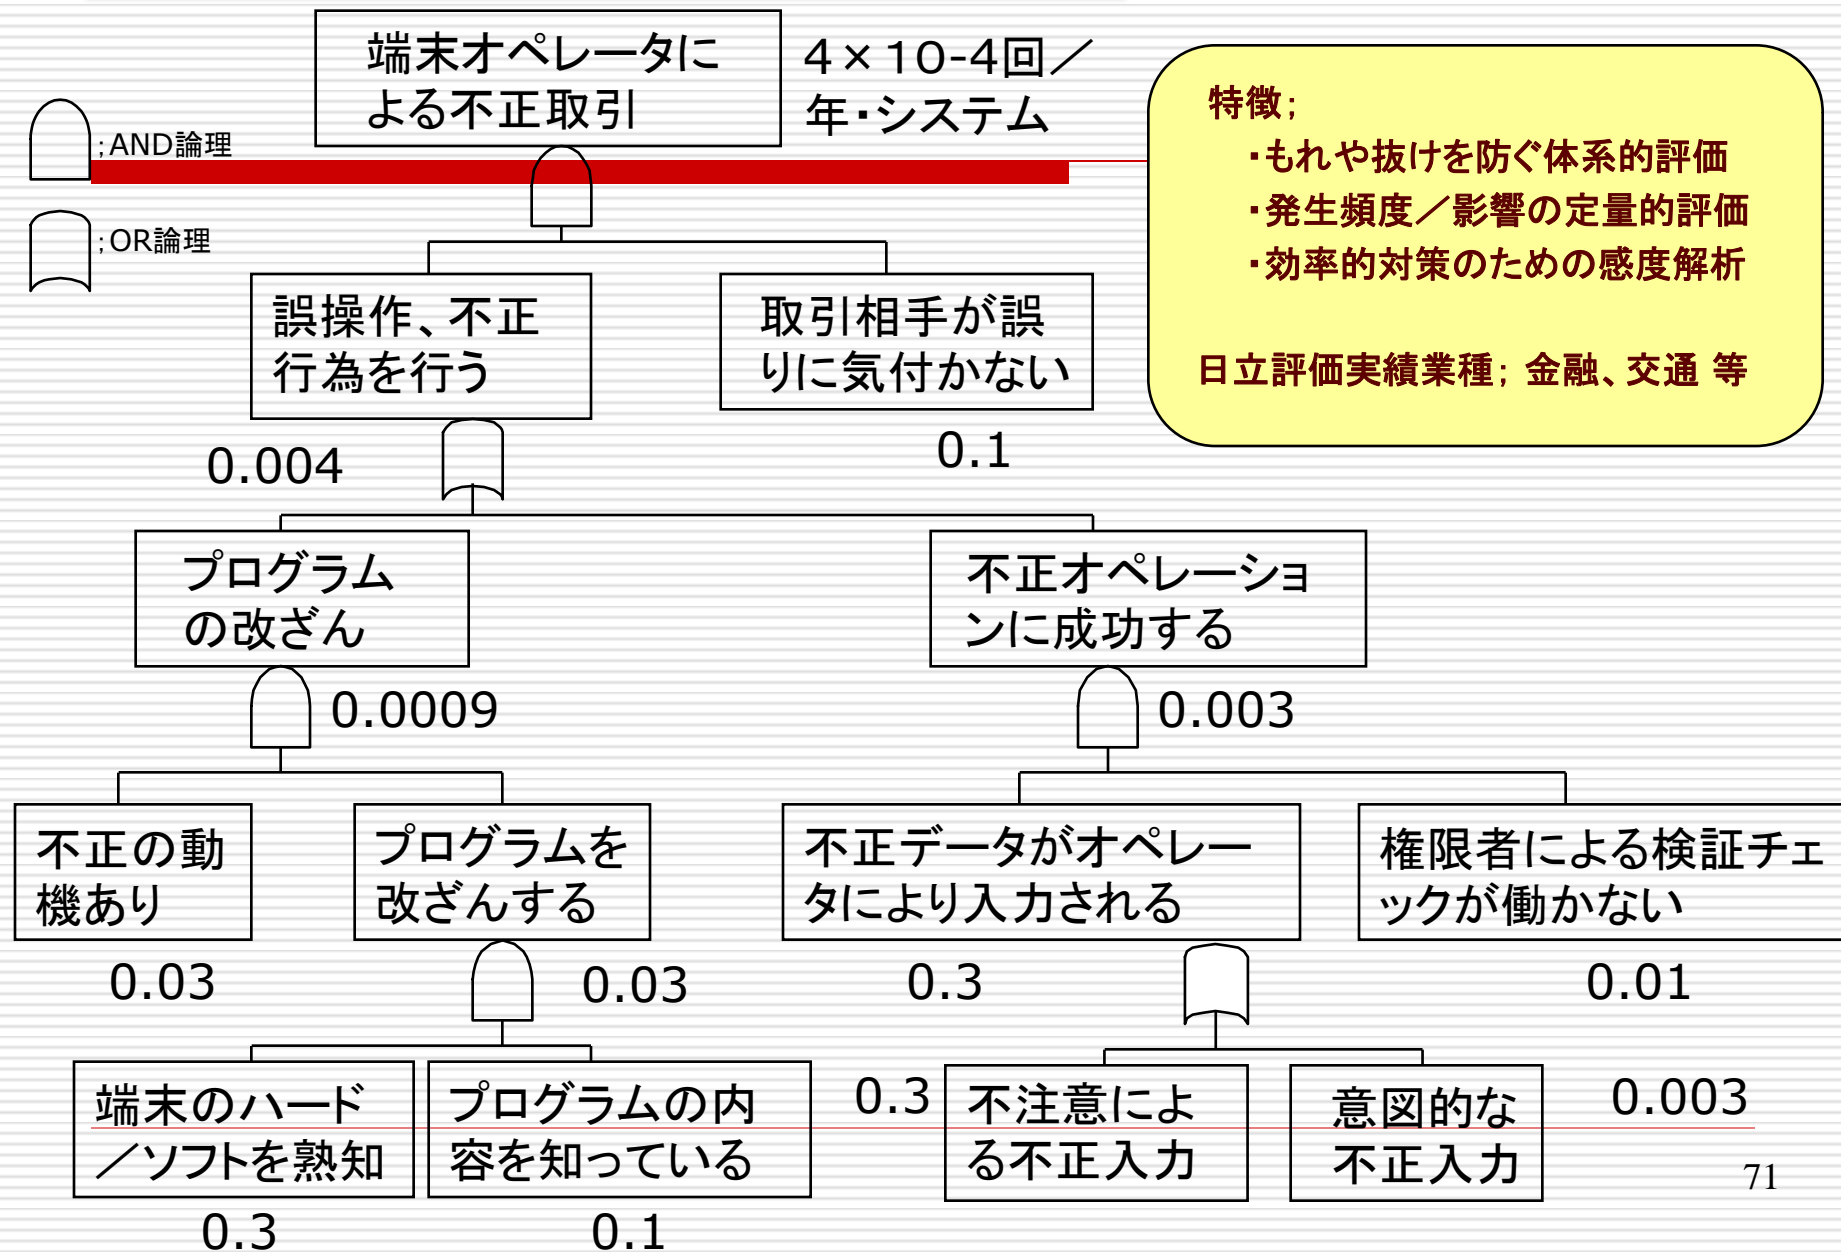 端末オペレータに
よる不正取引
4×10-4回／
年・システム
;AND論理
;OR論理
特徴;
・もれや抜けを防ぐ体系的評価
・発生頻度／影響の定量的評価
・効率的対策のための感度解析
日立評価実績業種; 金融、交通 等
誤操作、不正
行為を行う
0.004
取引相手が誤
りに気付かない
0.1
プログラム
の改ざん
0.0009
不正オペレーショ
ンに成功する
0.003
不正の動
機あり
0.03
プログラムを
改ざんする
0.03
不正データがオペレー
タにより入力される
0.3
権限者による検証チェ
ックが働かない
0.01
端末のハード
／ソフトを熟知
0.3
プログラムの内
容を知っている
0.1
0.3
不注意によ
る不正入力
意図的な
不正入力
0.003
71